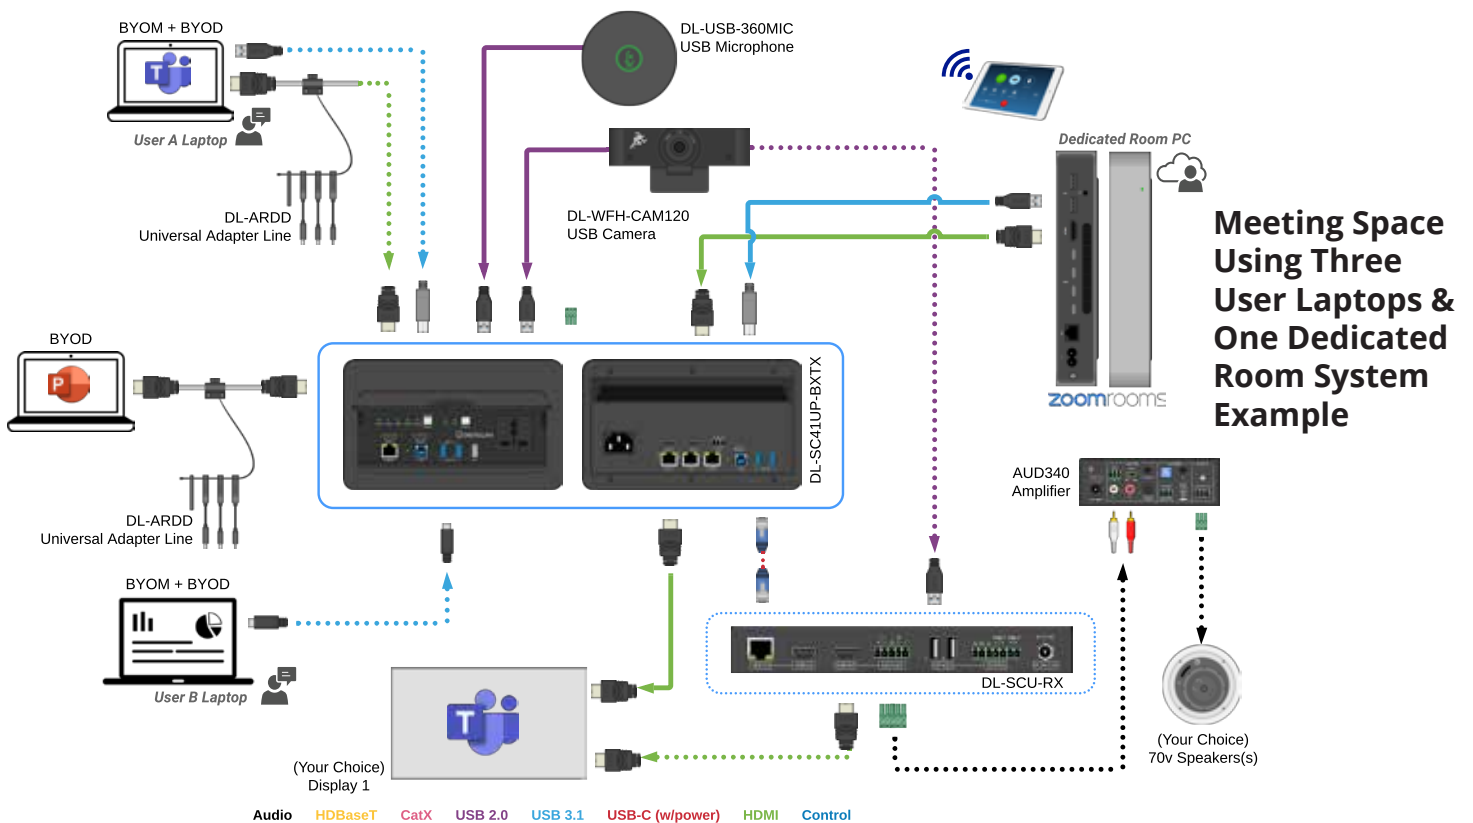 BYOM + BYOD
User A Laptop
DL-ARDD
Universal Adapter Line
DL-USB-360MIC
USB Microphone
DL-WFH-CAM120
USB Camera
Dedicated Room PC
zoomrooms
Meeting Space
Using Three
User Laptops &
One Dedicated
Room System
Example
BYOD
P
T
DL-ARDD
Universal Adapter Line
DL-SC41UP-BXTX
AUD340
Amplifier
BYOM + BYOD
User B Laptop
DL-SCU-RX
T
(Your Choice)
Display 1
(Your Choice)
70v Speakers(s)
Audio HDBaseT CatX USB 2.0 USB 3.1 USB-C (w/power) HDMI Control